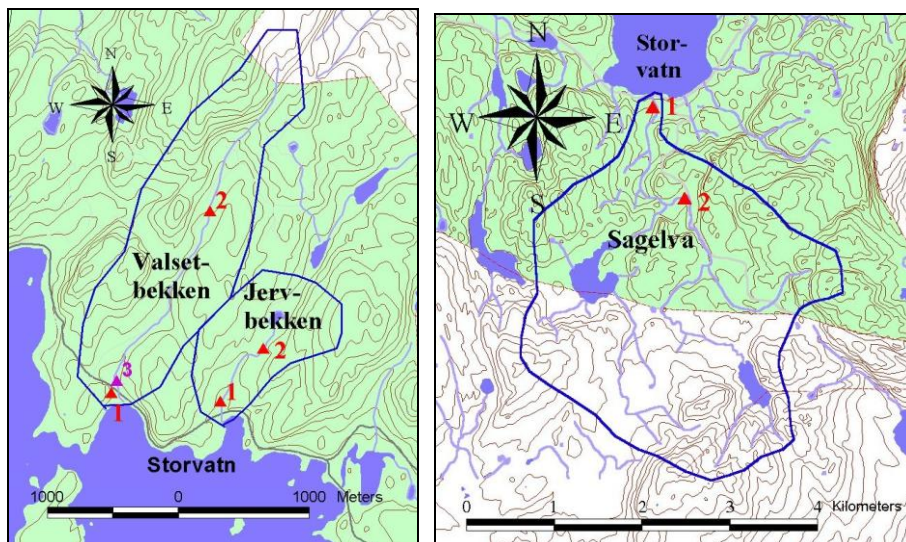 N
W E
S
2
Valset-
bekken
Jerv-
bekken
2
3
1
1
Storvatn
1000 0 1000 Meters
Stor-
vatn
N
1
W E
2
S
Sagelva
0 1 2 3 4 Kilometers